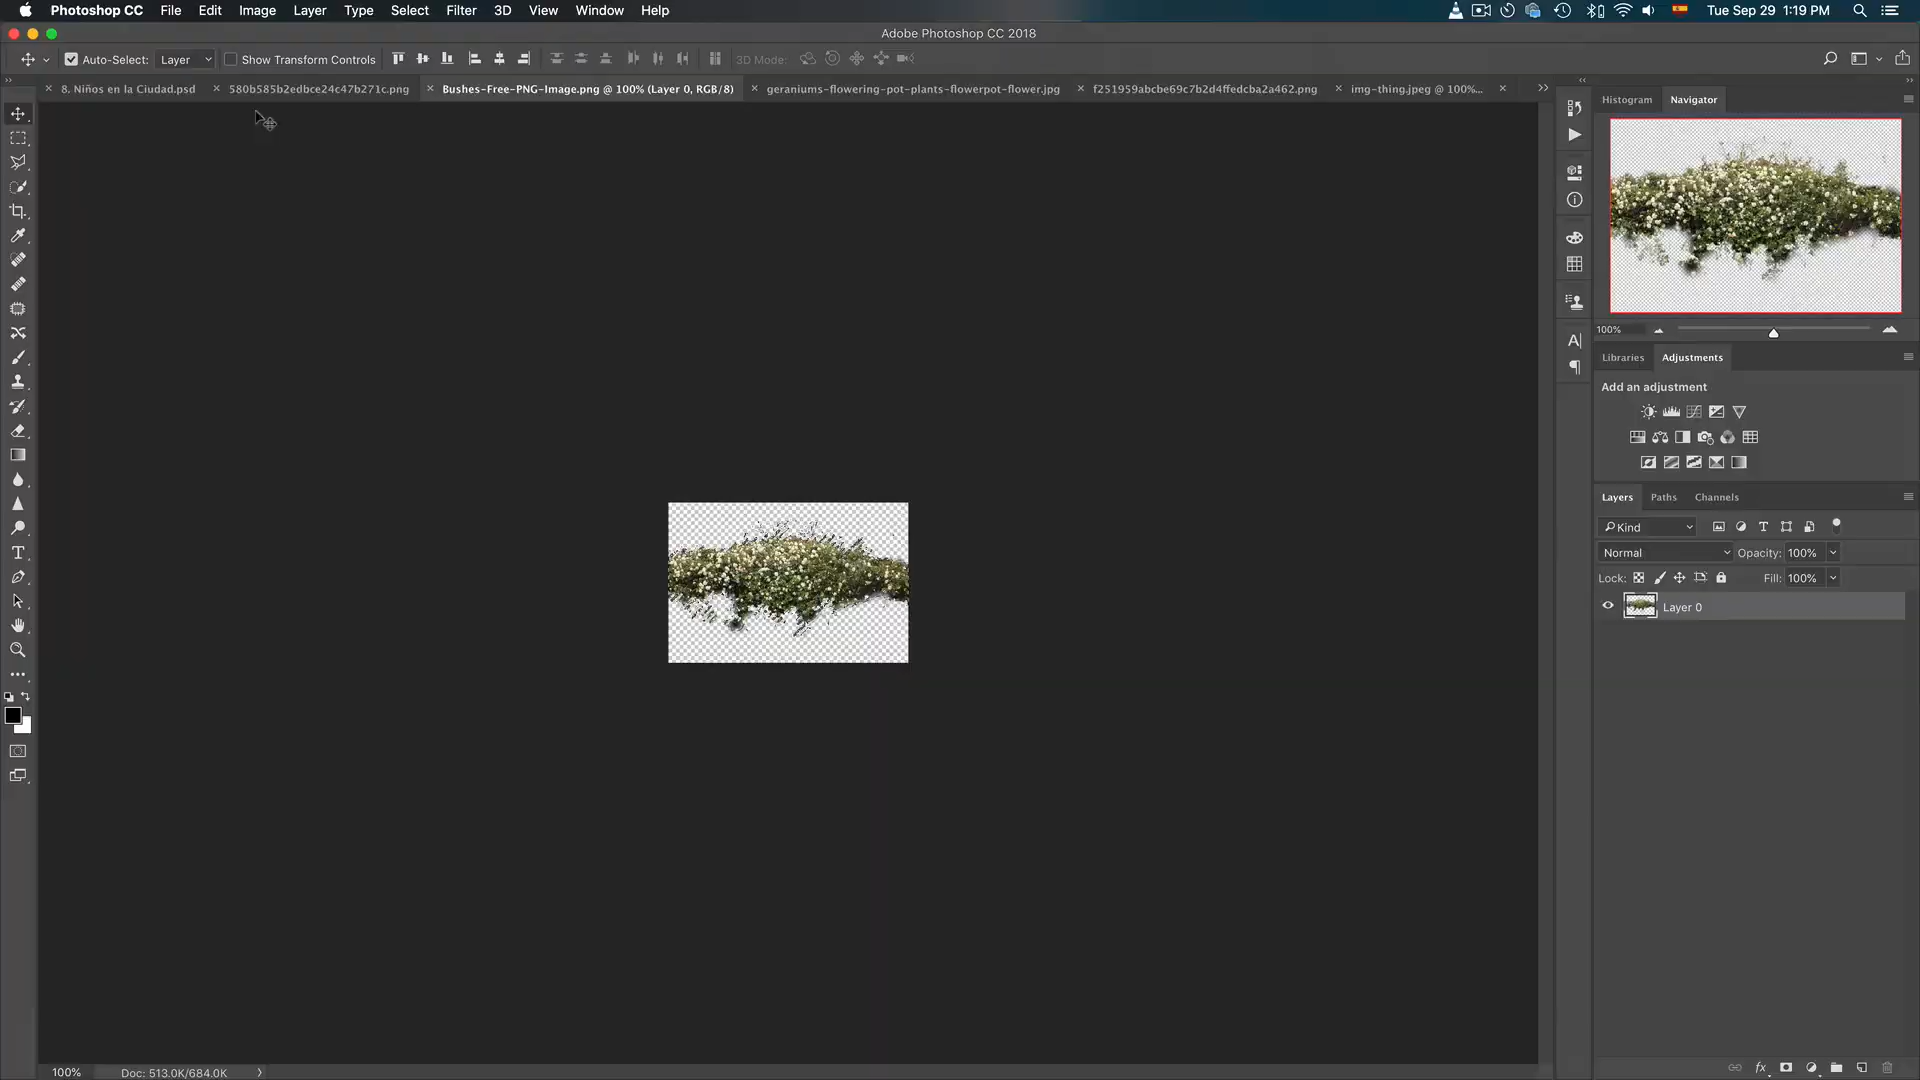 Photoshop CC File Edit Image Layer Type Select Filter 3D View Window Help Tue Sep 29 1:19 PM
Adobe Photoshop CC 2018
Auto-Select: Layer Show Transform Controls 3D Mode:
8. Niños en la Ciudad.psd 580b585b2edbce24c47b271c.png Bushes-Free-PNG-Image.png @ 100% (Layer 0, RGB/8) geraniums-flowering-pot-plants-flowerpot-flower.jpg f251959abcbe69c7b2d4ffedcba2a462.png img-thing.jpeg @ 100%...
Histogram Navigator
100%
Libraries Adjustments
Add an adjustment
Layers Paths Channels
Kind
Normal Opacity: 100%
Lock: Fill: 100%
Layer 0
100% Doc: 513.0K/684.0K